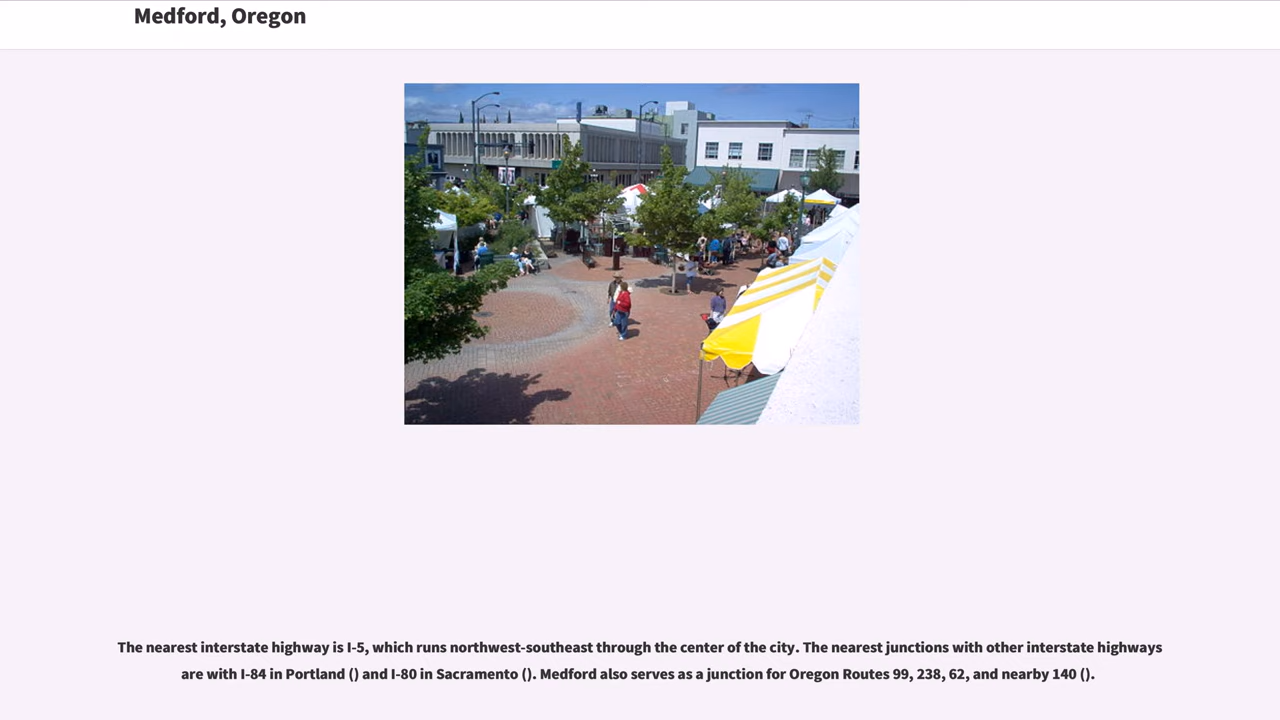 Medford, Oregon
The nearest interstate highway is I-5, which runs northwest-southeast through the center of the city. The nearest junctions with other interstate highways
are with I-84 in Portland () and I-80 in Sacramento (). Medford also serves as a junction for Oregon Routes 99, 238, 62, and nearby 140 ().